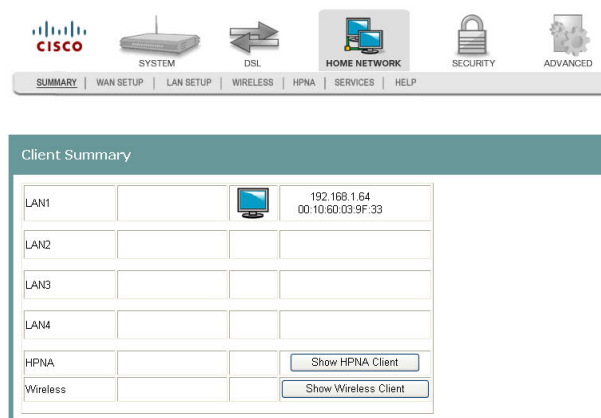 CISCO
SYSTEM
DSL
HOME NETWORK
SECURITY
ADVANCED
SUMMARY | WAN SETUP | LAN SETUP | WIRELESS | HPNA | SERVICES | HELP
Client Summary
LAN1
192.168.1.64
00:10:60:03:9F:33
LAN2
LAN3
LAN4
HPNA
Show HPNA Client
Wireless
Show Wireless Client